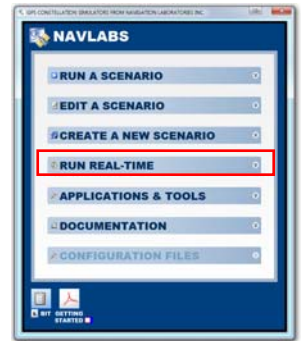 GPS CONSTELLATION SIMULATORS FROM NAVIGATION LABORATORIES INC.
NAVLABS
RUN A SCENARIO
EDIT A SCENARIO
CREATE A NEW SCENARIO
RUN REAL-TIME
APPLICATIONS & TOOLS
DOCUMENTATION
CONFIGURATION FILES
BIT
GETTING
STARTED